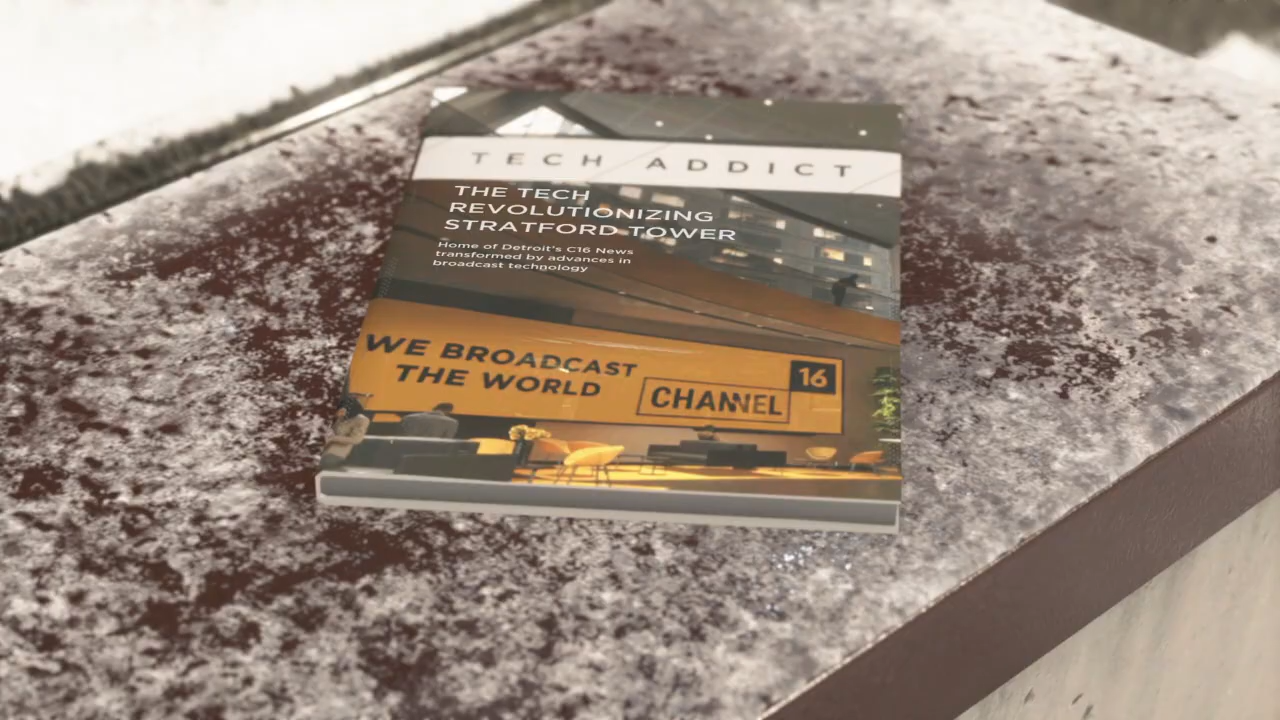 TECH ADDICT
THE TECH
REVOLUTIONIZING
STRATFORD TOWER
Home of Detroit's C16 News
transformed by advances in
broadcast technology
WE BROADCAST
THE WORLD
CHANNEL
16